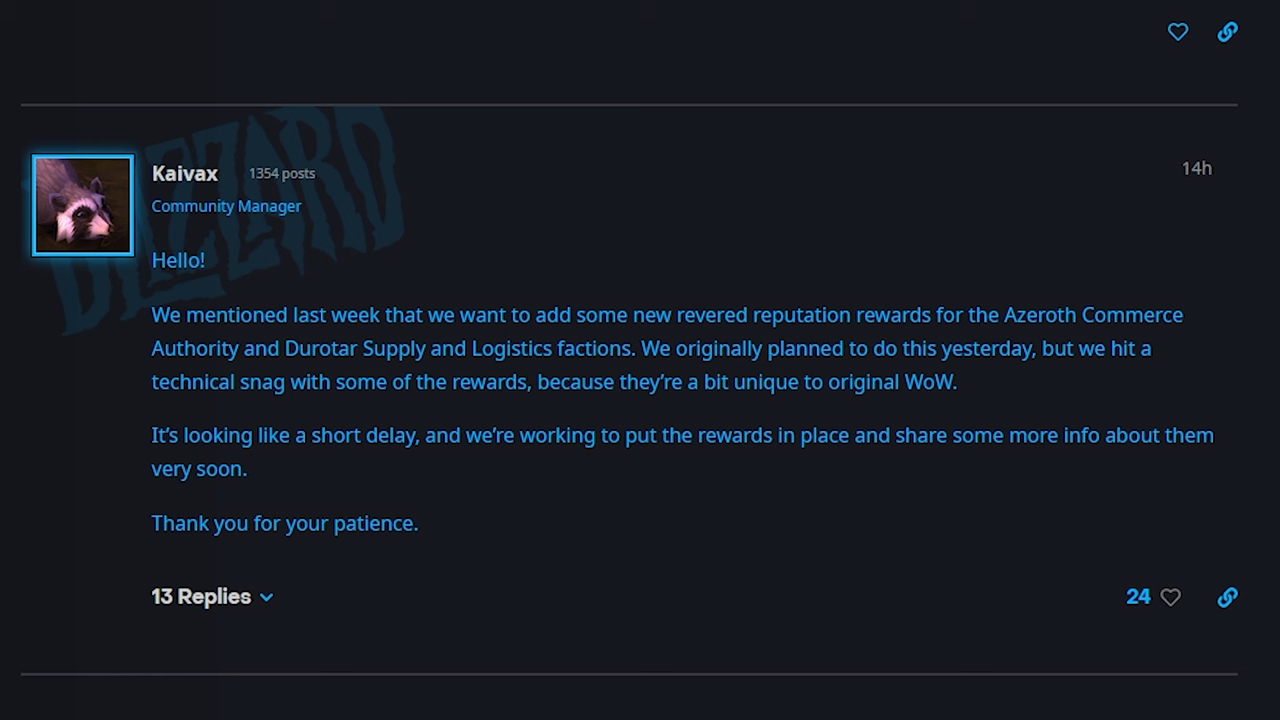 BLIZZARD
Kaivax 1354 posts 14h
Community Manager
Hello!
We mentioned last week that we want to add some new revered reputation rewards for the Azeroth Commerce
Authority and Durotar Supply and Logistics factions. We originally planned to do this yesterday, but we hit a
technical snag with some of the rewards, because they’re a bit unique to original WoW.
It’s looking like a short delay, and we’re working to put the rewards in place and share some more info about them
very soon.
Thank you for your patience.
13 Replies 24